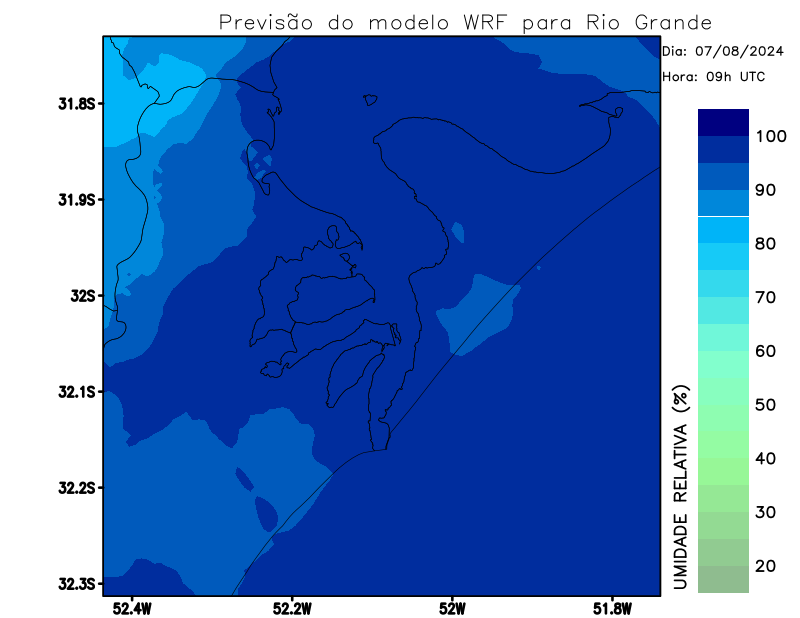 Previsão do modelo WRF para Rio Grande
Dia: 07/08/2024
Hora: 09h UTC
31.8S
31.9S
32S
32.1S
32.2S
32.3S
52.4W
52.2W
52W
51.8W
100
90
80
70
60
50
40
30
20
UMIDADE RELATIVA (%)